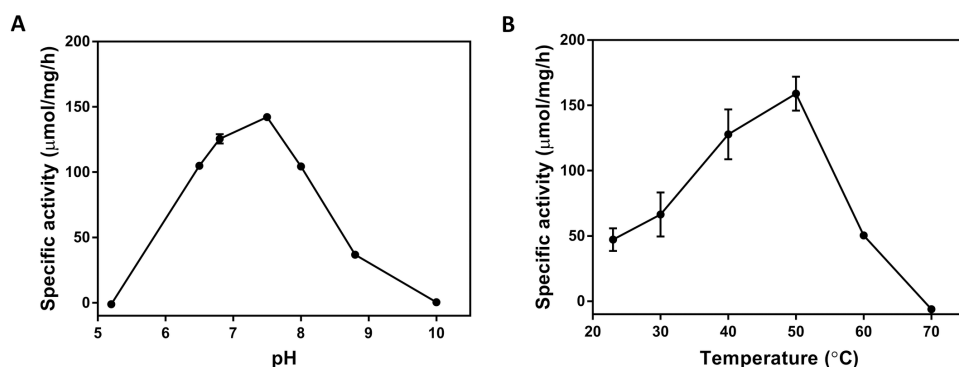 A
Specific activity (μmol/mg/h)
200
150
100
50
0
5 6 7 8 9 10
pH
B
Specific activity (μmol/mg/h)
200
150
100
50
0
20 30 40 50 60 70
Temperature (°C)